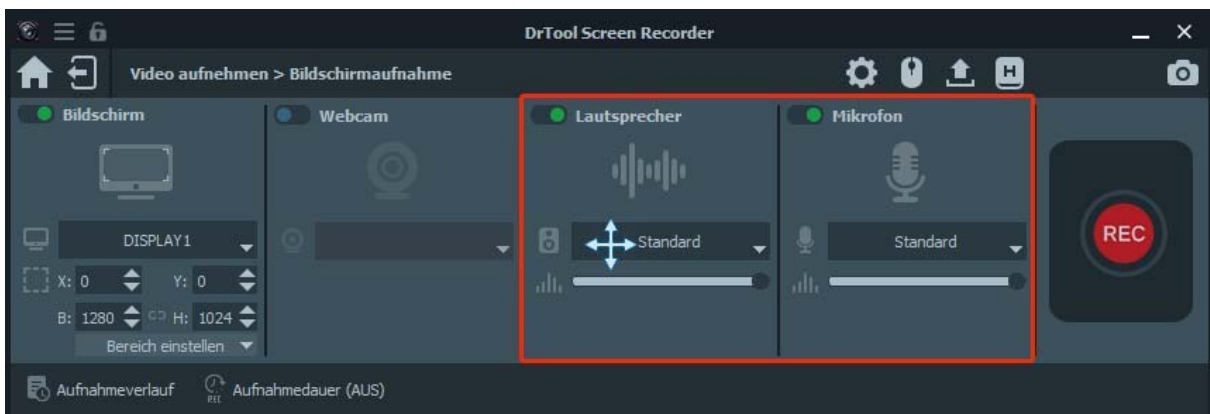 DrTool Screen Recorder
Video aufnehmen > Bildschirmaufnahme
H
Bildschirm
Webcam
Lautsprecher
Mikrofon
DISPLAY1
Standard
Standard
REC
X: 0 Y: 0
B: 1280 H: 1024
Bereich einstellen
Aufnahmeverlauf
REC
Aufnahmedauer (AUS)